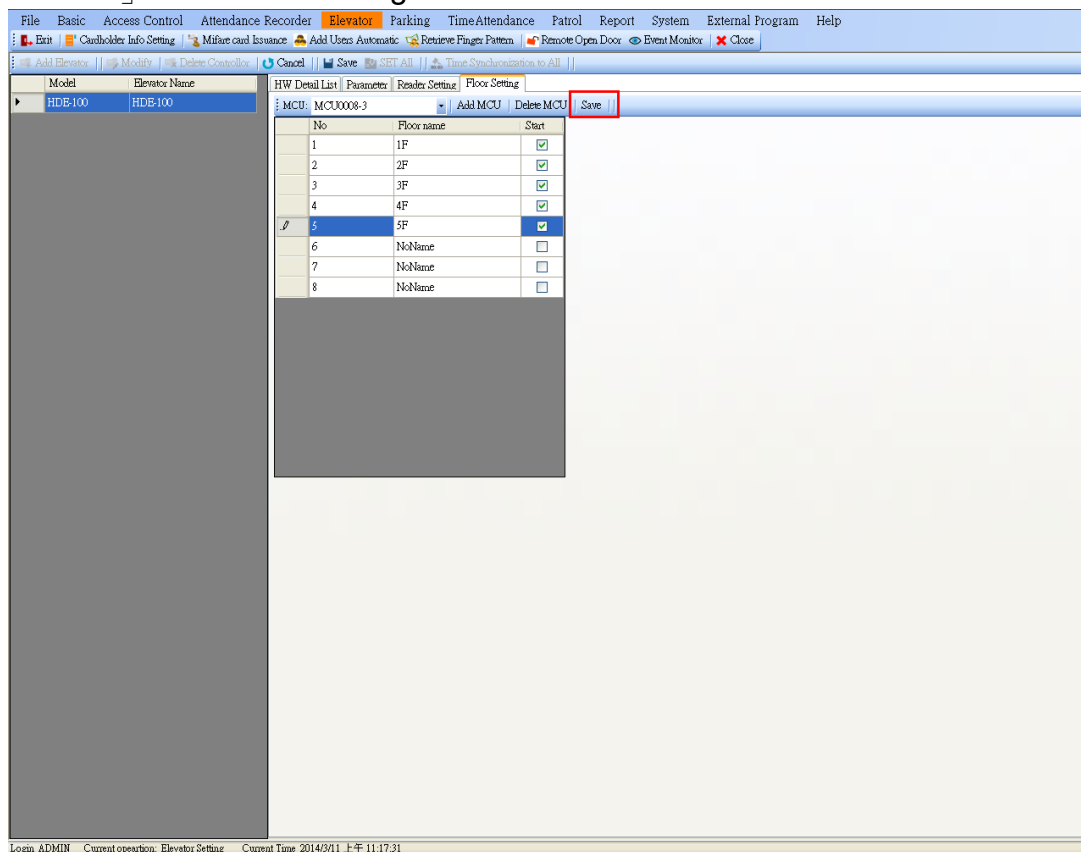 File Basic Access Control Attendance Recorder Elevator Parking TimeAttendance Patrol Report System External Program Help
Exit Cardholder Info Setting Mifare card Issuance Add Users Automatic Retrieve Finger Pattern Remote Open Door Event Monitor Close
Add Elevator Modify Delete Controllor Cancel Save SET All Time Synchronization to All
Model Elevator Name
HDE-100 HDE-100
HW Detail List Parameter Reader Setting Floor Setting
MCU: MCU0008-3 Add MCU Delete MCU Save
No Floor name Start
1 1F
2 2F
3 3F
4 4F
5 5F
6 NoName
7 NoName
8 NoName
Login ADMIN Current opeartion: Elevator Setting Current Time 2014/3/11 上午 11:17:31